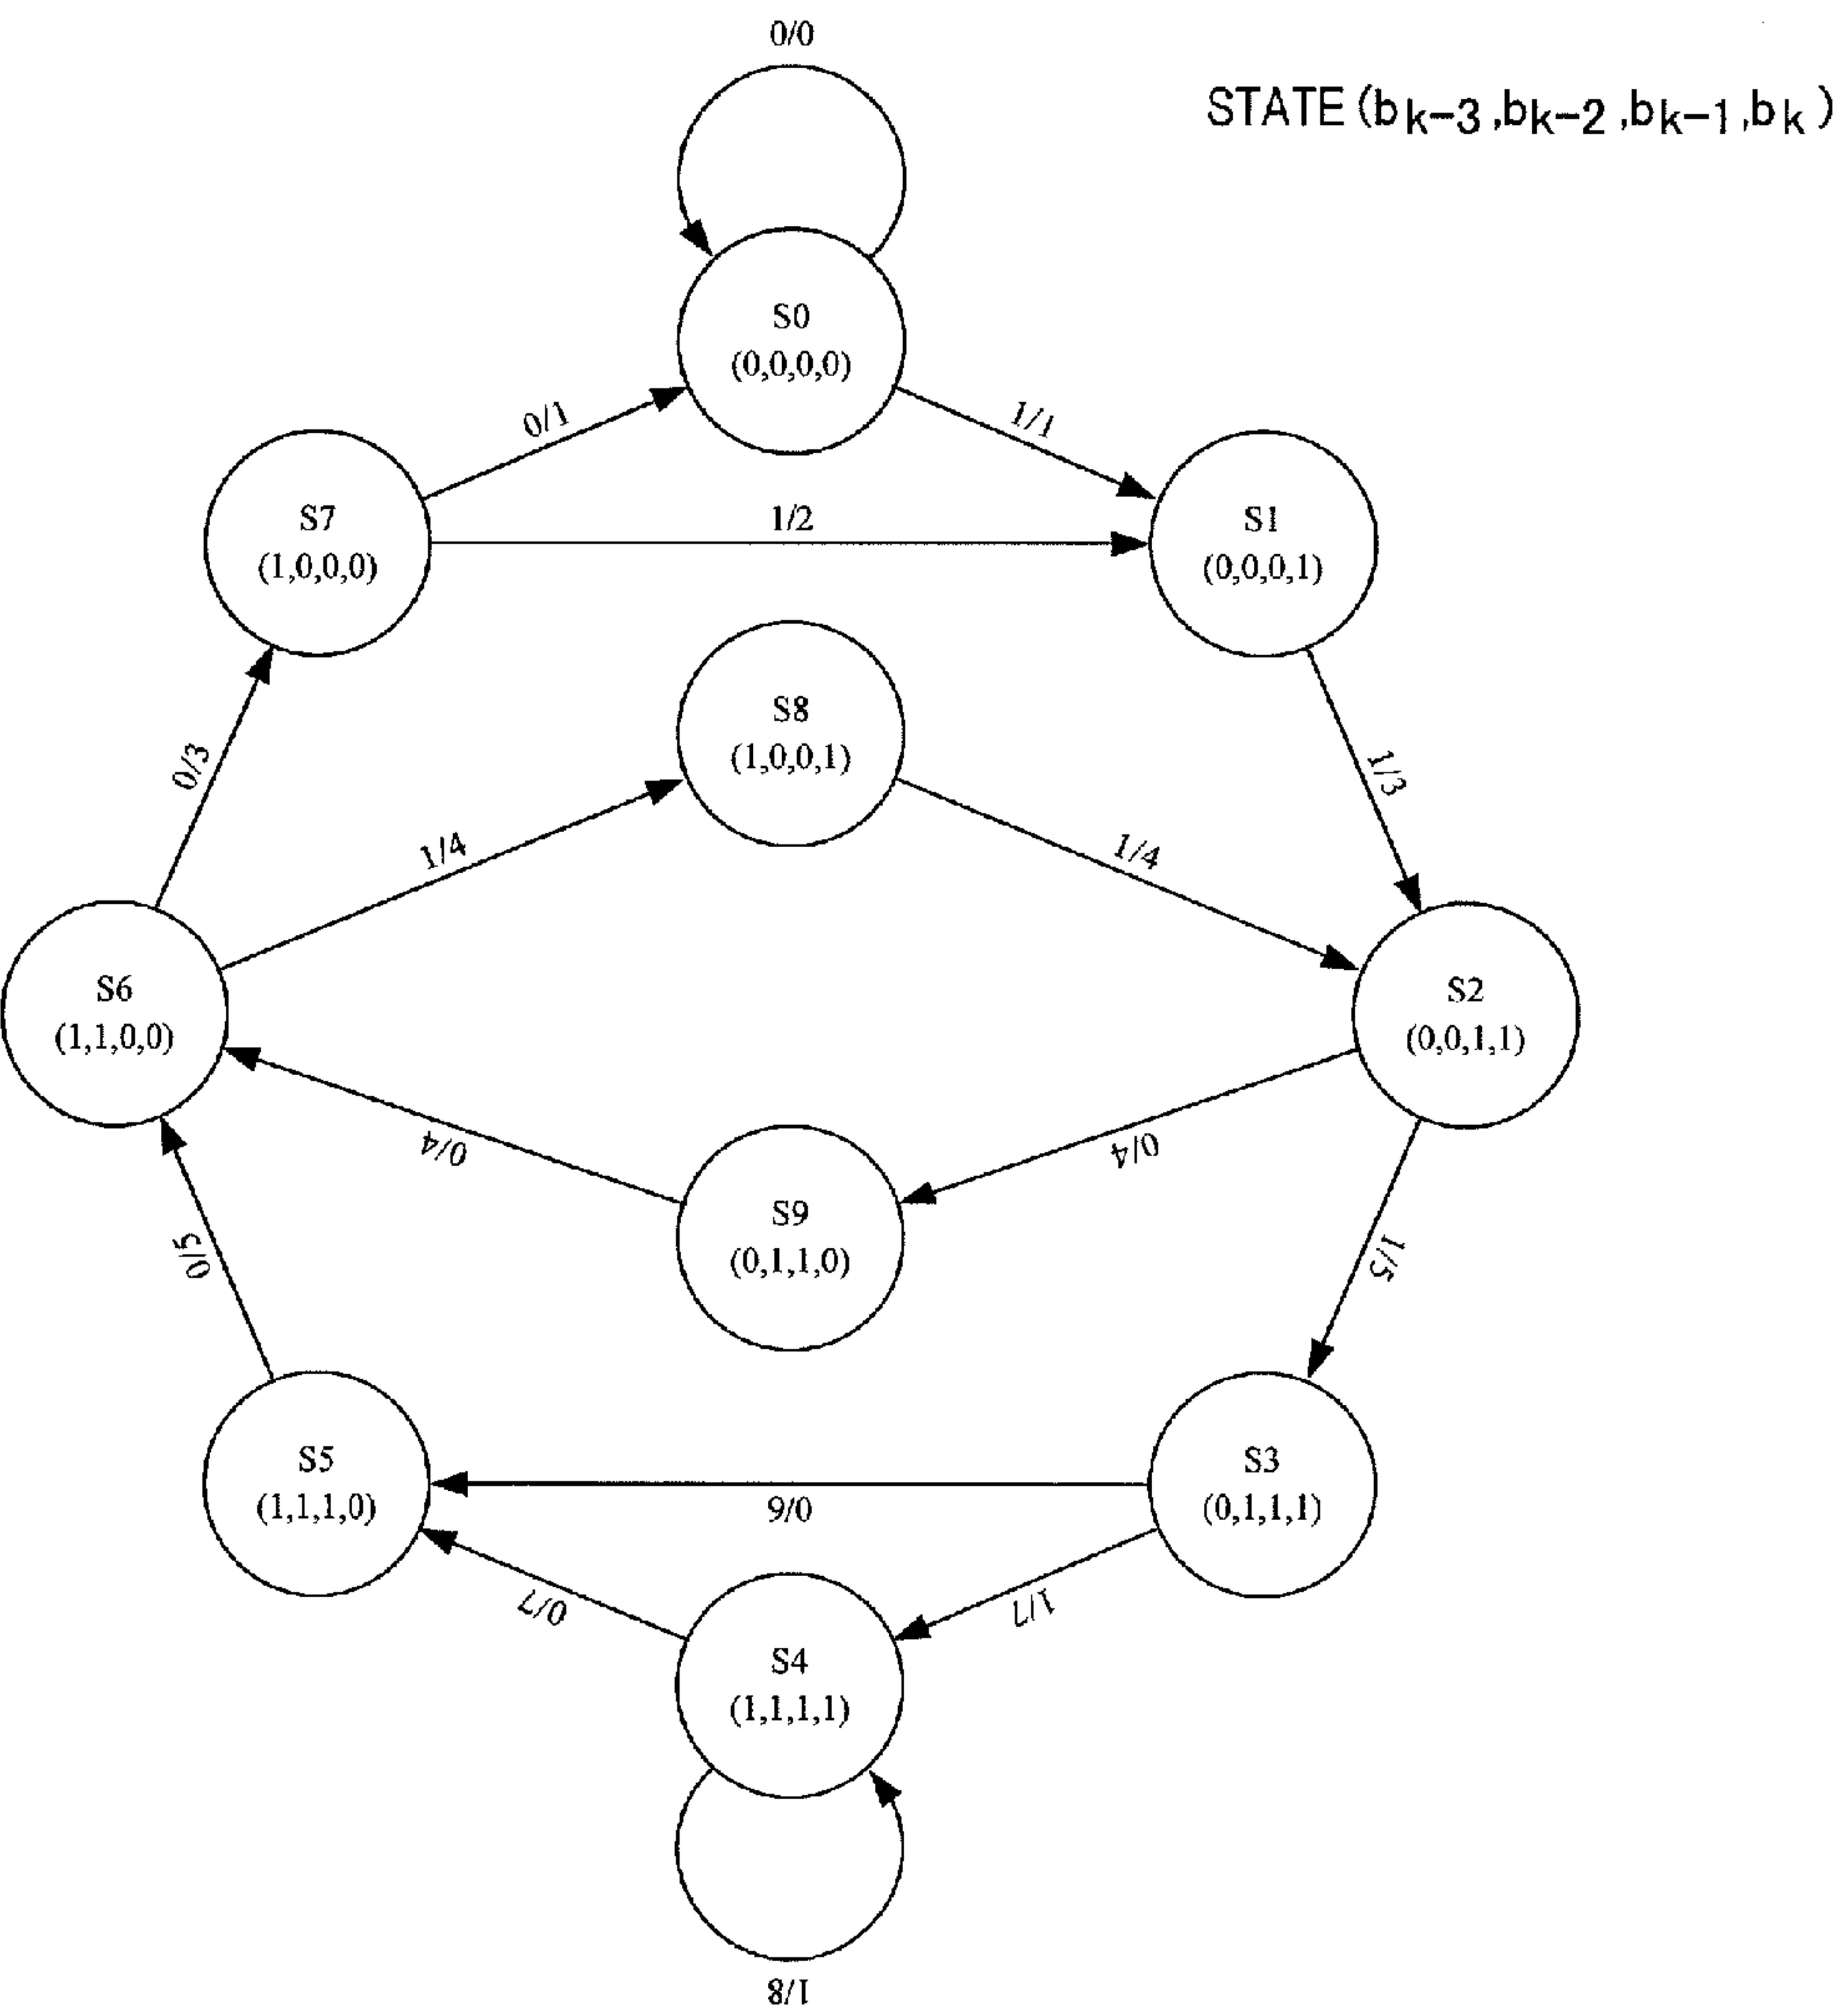 0/0
STATE (bk−3,bk−2,bk−1,bk)
S0
(0,0,0,0)
0/1
1/1
S7
(1,0,0,0)
1/2
S1
(0,0,0,1)
S8
(1,0,0,1)
0/3
1/3
1/4
1/4
S6
(1,1,0,0)
S2
(0,0,1,1)
0/4
0/4
S9
(0,1,1,0)
0/5
1/5
S5
(1,1,1,0)
0/6
S3
(0,1,1,1)
0/7
1/7
S4
(1,1,1,1)
1/8